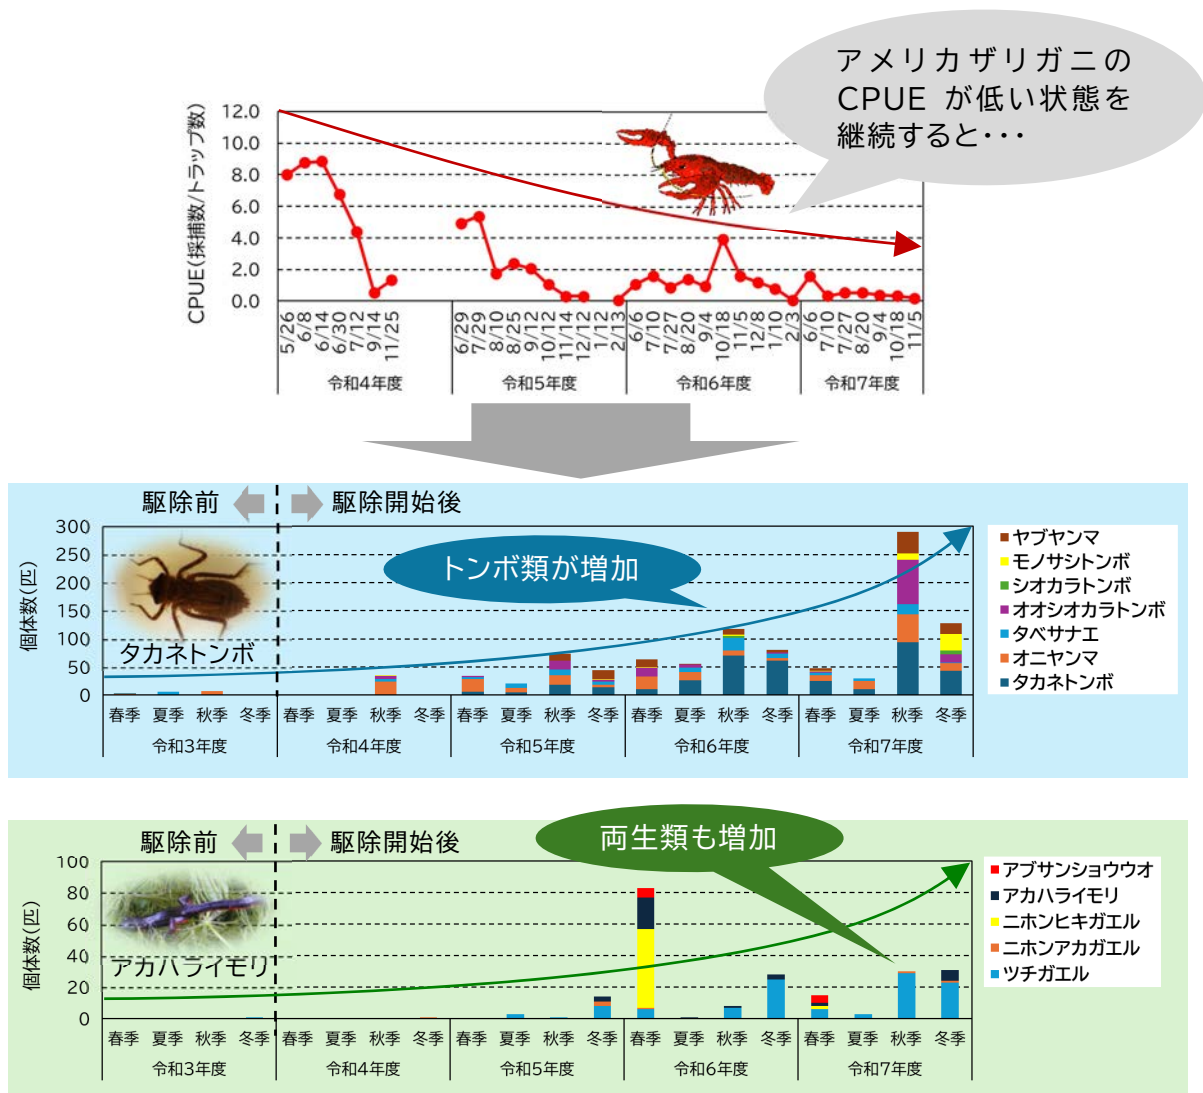 アメリカザリガニの
CPUE が低い状態を
継続すると・・・
CPUE(採捕数/トラップ数)
12.0
10.0
8.0
6.0
4.0
2.0
0.0
5/26 6/8 6/14 6/30 7/12 9/14 11/25 6/29 7/29 8/10 8/25 9/12 10/12 11/14 12/12 1/12 2/13 6/6 7/10 7/27 8/20 9/4 10/18 11/5 12/8 1/10 2/3 6/6 7/10 7/27 8/20 9/4 10/18 11/5
令和4年度 令和5年度 令和6年度 令和7年度
駆除前 駆除開始後
個体数(匹)
300
250
200
150
100
50
0
トンボ類が増加
タカネトンボ
春季 夏季 秋季 冬季 春季 夏季 秋季 冬季 春季 夏季 秋季 冬季 春季 夏季 秋季 冬季 春季 夏季 秋季 冬季
令和3年度 令和4年度 令和5年度 令和6年度 令和7年度
ヤブヤンマ
モノサシトンボ
シオカラトンボ
オオシオカラトンボ
タベサナエ
オニヤンマ
タカネトンボ
駆除前 駆除開始後
両生類も増加
個体数(匹)
100
80
60
40
20
0
アカハライモリ
春季 夏季 秋季 冬季 春季 夏季 秋季 冬季 春季 夏季 秋季 冬季 春季 夏季 秋季 冬季 春季 夏季 秋季 冬季
令和3年度 令和4年度 令和5年度 令和6年度 令和7年度
アブサンショウウオ
アカハライモリ
ニホンヒキガエル
ニホンアカガエル
ツチガエル